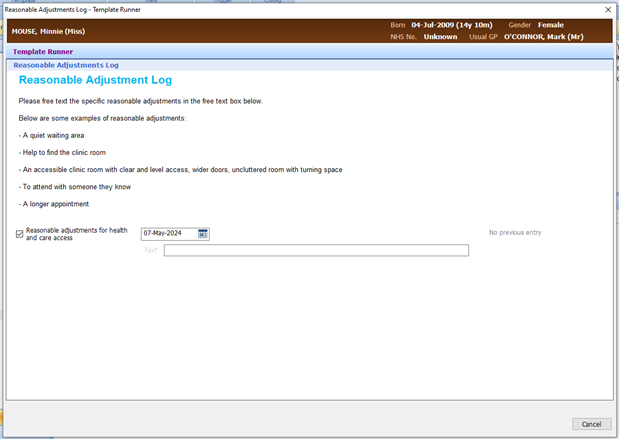 Reasonable Adjustments Log - Template Runner
MOUSE, Minnie (Miss)
Born 04-Jul-2009 (14y 10m) Gender Female
NHS No. Unknown Usual GP O'CONNOR, Mark (Mr)
Template Runner
Reasonable Adjustments Log
Reasonable Adjustment Log
Please free text the specific reasonable adjustments in the free text box below.
Below are some examples of reasonable adjustments:
- A quiet waiting area
- Help to find the clinic room
- An accessible clinic room with clear and level access, wider doors, uncluttered room with turning space
- To attend with someone they know
- A longer appointment
Reasonable adjustments for health
and care access
07-May-2024
No previous entry
Text
Cancel